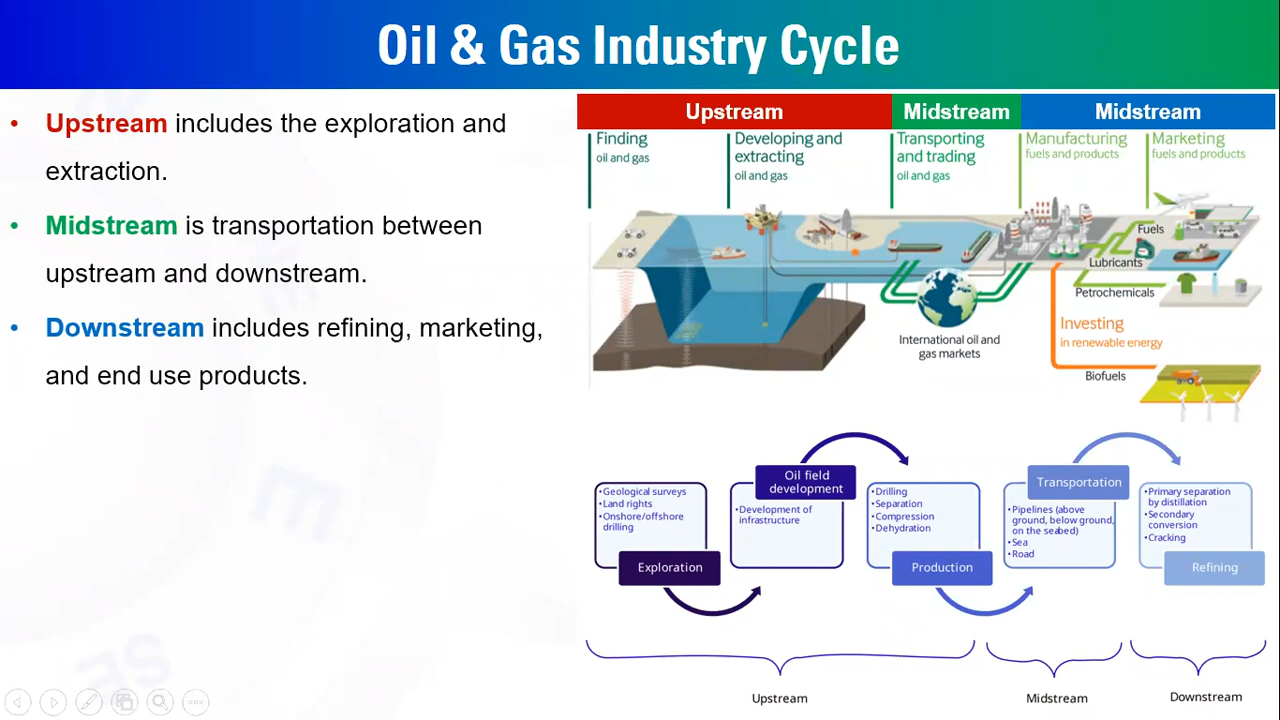 Oil & Gas Industry Cycle
• Upstream includes the exploration and
extraction.
• Midstream is transportation between
upstream and downstream.
• Downstream includes refining, marketing,
and end use products.
Upstream
Midstream
Midstream
Finding
oil and gas
Developing and
extracting
oil and gas
Transporting
and trading
oil and gas
Manufacturing
fuels and products
Marketing
fuels and products
Fuels
Lubricants
Petrochemicals
International oil and
gas markets
Investing
in renewable energy
Biofuels
•Geological surveys
•Land rights
•Onshore/offshore
drilling
Exploration
Oil field
development
•Development of
infrastructure
•Drilling
•Separation
•Compression
•Dehydration
Production
Transportation
•Pipelines (above
ground, below ground,
on the seabed)
•Sea
•Road
•Primary separation
by distillation
•Secondary
conversion
•Cracking
Refining
Upstream
Midstream
Downstream